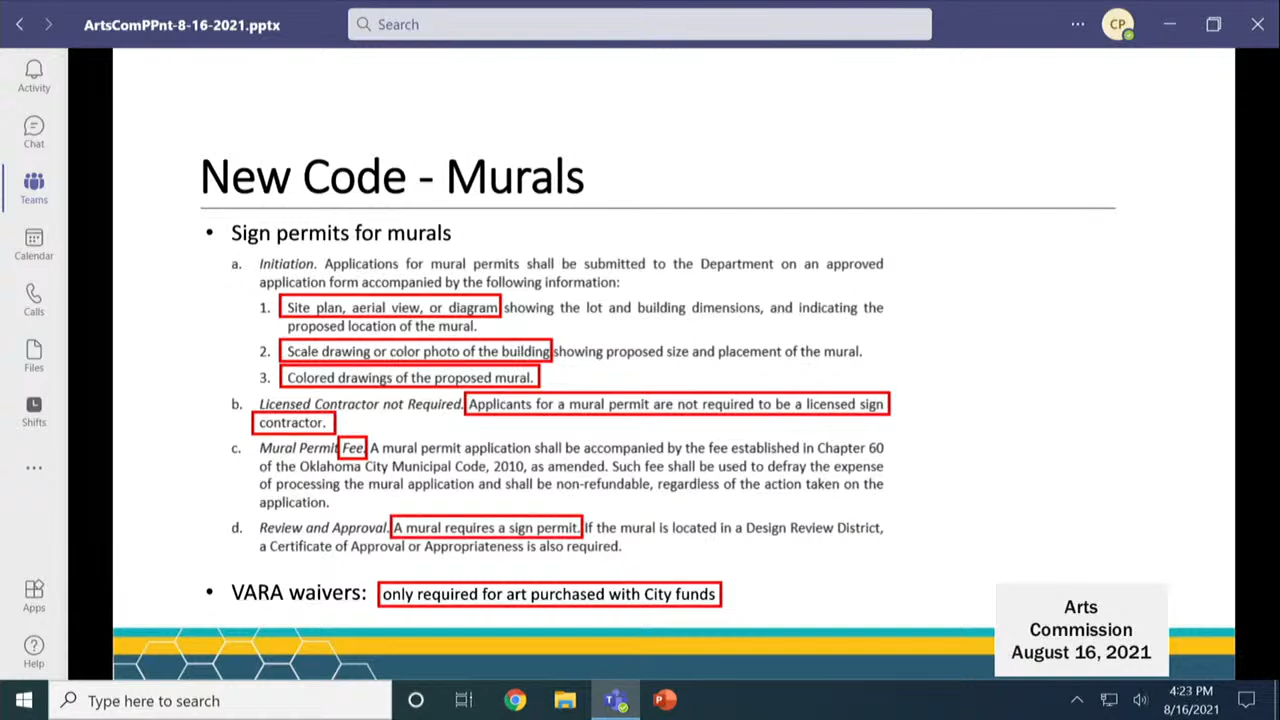 ArtsComPPnt-8-16-2021.pptx
Search
CP
Activity
Chat
Teams
Calendar
Calls
Files
Shifts
Apps
Help
New Code - Murals
• Sign permits for murals
a. Initiation. Applications for mural permits shall be submitted to the Department on an approved
application form accompanied by the following information:
1. Site plan, aerial view, or diagram showing the lot and building dimensions, and indicating the
proposed location of the mural.
2. Scale drawing or color photo of the building showing proposed size and placement of the mural.
3. Colored drawings of the proposed mural.
b. Licensed Contractor not Required. Applicants for a mural permit are not required to be a licensed sign
contractor.
c. Mural Permit Fee. A mural permit application shall be accompanied by the fee established in Chapter 60
of the Oklahoma City Municipal Code, 2010, as amended. Such fee shall be used to defray the expense
of processing the mural application and shall be non-refundable, regardless of the action taken on the
application.
d. Review and Approval. A mural requires a sign permit. If the mural is located in a Design Review District,
a Certificate of Approval or Appropriateness is also required.
• VARA waivers: only required for art purchased with City funds
Arts
Commission
August 16, 2021
Type here to search
4:23 PM
8/16/2021